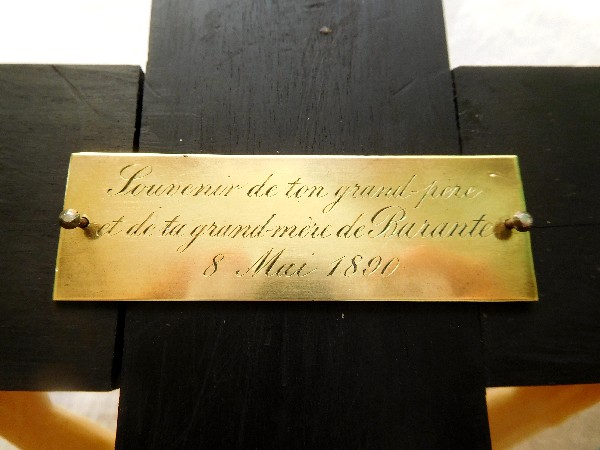 Souvenir de ton grand-père
et de ta grand-mère de Barante
8 Mai 1890